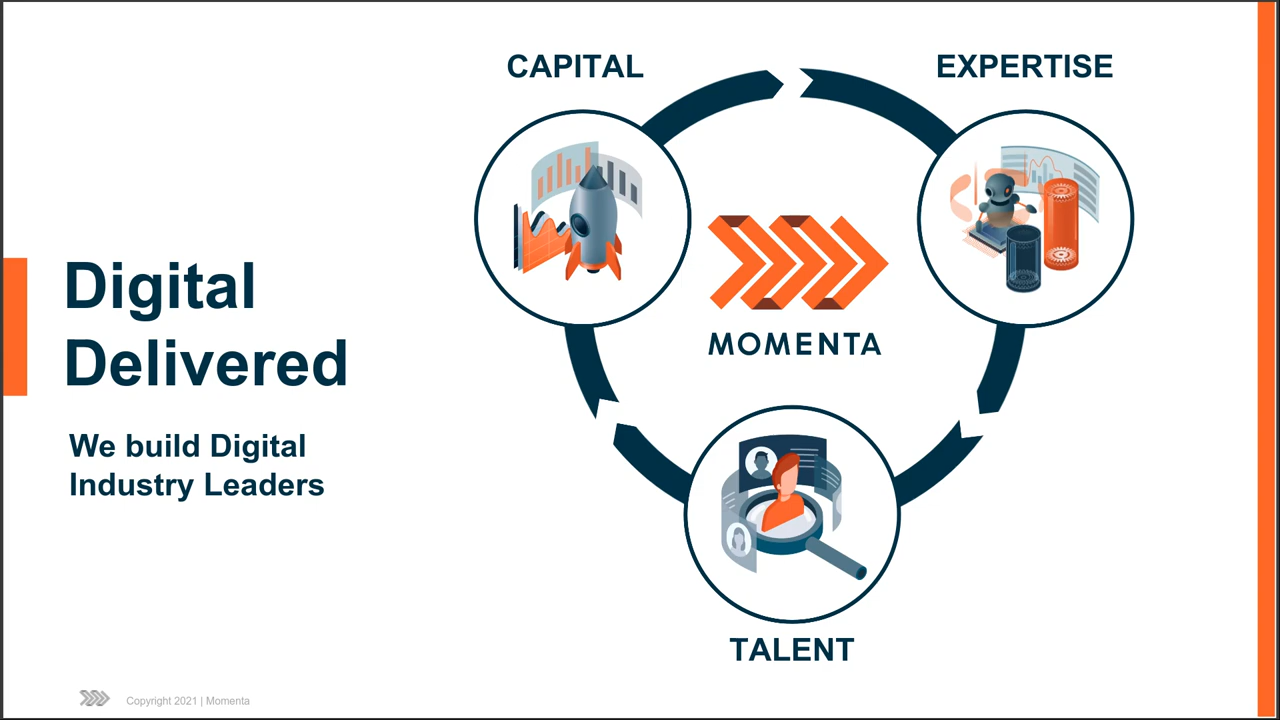 CAPITAL
EXPERTISE
MOMENTA
Digital
Delivered
We build Digital
Industry Leaders
TALENT
Copyright 2021 | Momenta